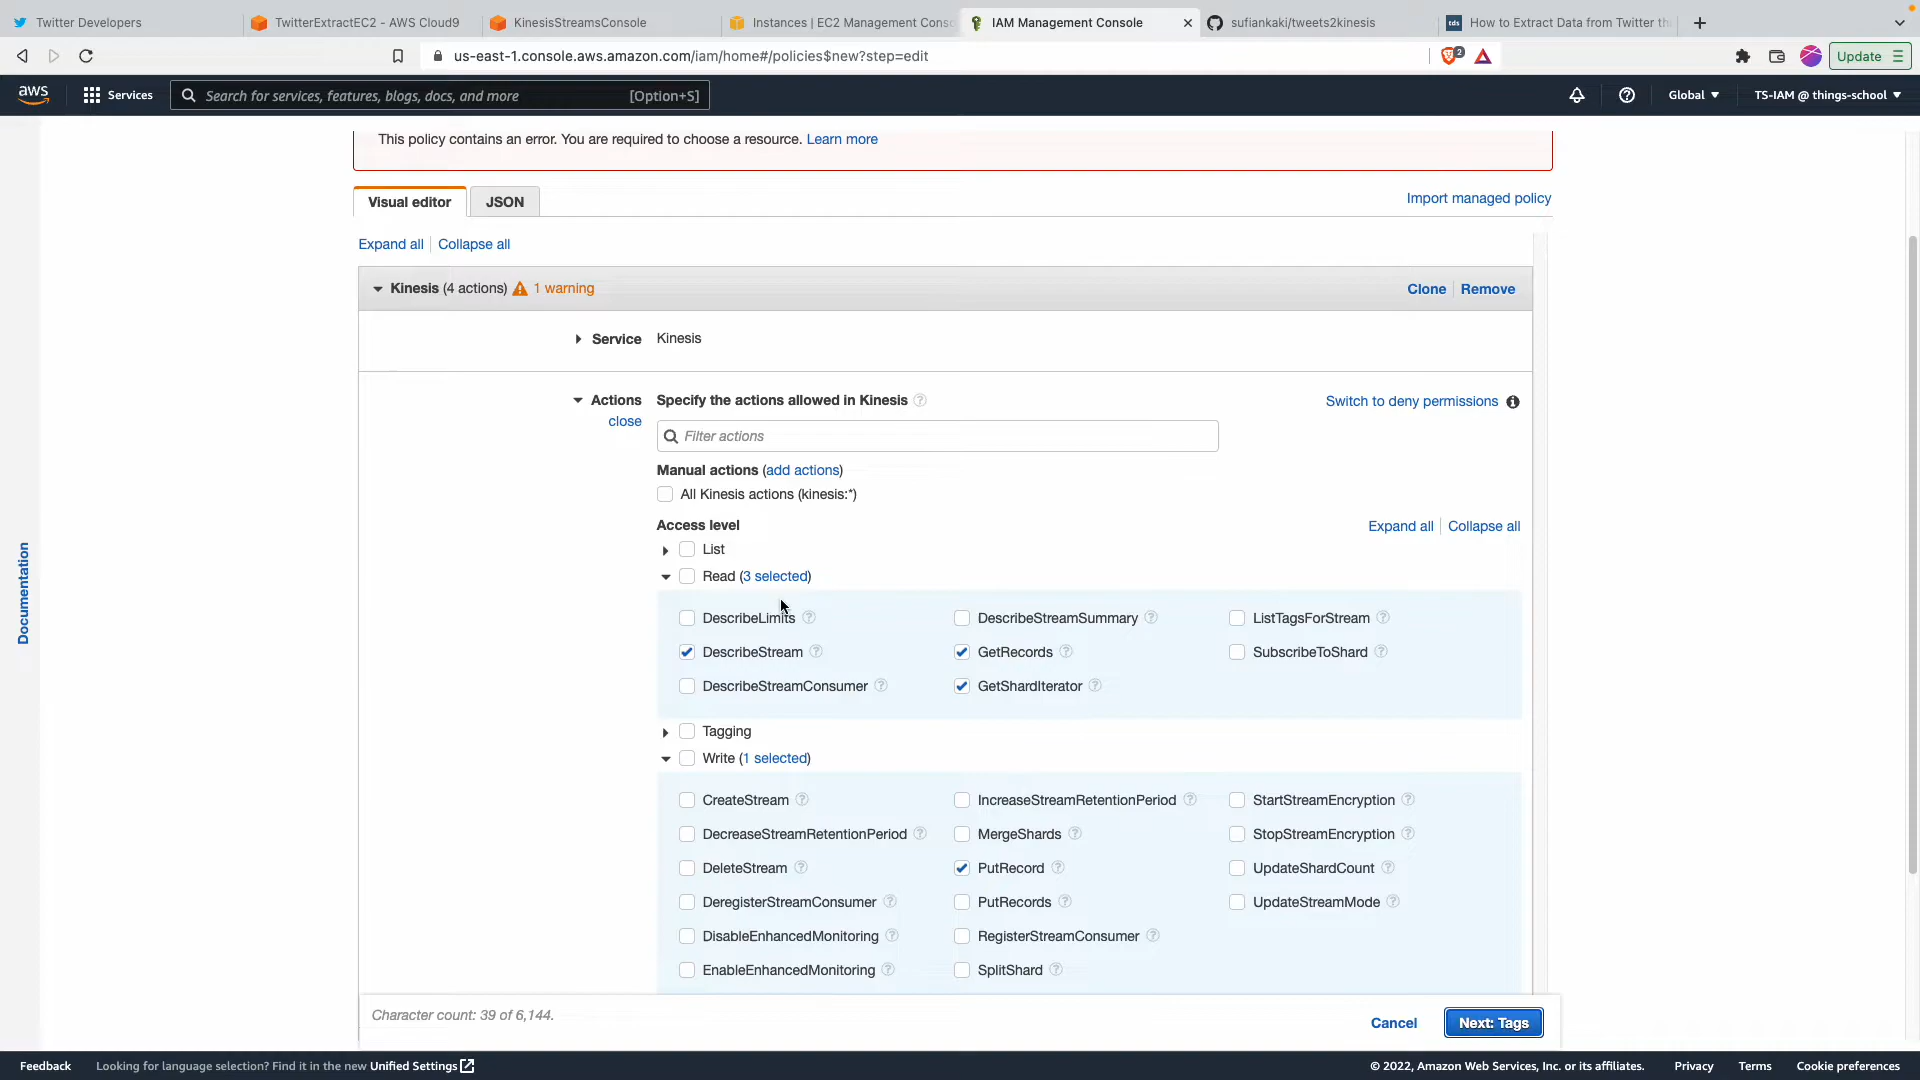 Twitter Developers
TwitterExtractEC2 - AWS Cloud9
KinesisStreamsConsole
Instances | EC2 Management Cons
IAM Management Console
sufiankaki/tweets2kinesis
tds How to Extract Data from Twitter th
us-east-1.console.aws.amazon.com/iam/home#/policies$new?step=edit
2
Update
aws
Services
Search for services, features, blogs, docs, and more [Option+S]
Global
TS-IAM @ things-school
This policy contains an error. You are required to choose a resource. Learn more
Visual editor
JSON
Import managed policy
Expand all | Collapse all
Kinesis (4 actions) 1 warning
Clone | Remove
Service Kinesis
Actions Specify the actions allowed in Kinesis
Switch to deny permissions
close
Filter actions
Manual actions (add actions)
All Kinesis actions (kinesis:*)
Access level
Expand all | Collapse all
List
Read (3 selected)
DescribeLimits DescribeStreamSummary ListTagsForStream
DescribeStream GetRecords SubscribeToShard
DescribeStreamConsumer GetShardIterator
Tagging
Write (1 selected)
CreateStream IncreaseStreamRetentionPeriod StartStreamEncryption
DecreaseStreamRetentionPeriod MergeShards StopStreamEncryption
DeleteStream PutRecord UpdateShardCount
DeregisterStreamConsumer PutRecords UpdateStreamMode
DisableEnhancedMonitoring RegisterStreamConsumer
EnableEnhancedMonitoring SplitShard
Documentation
Character count: 39 of 6,144.
Cancel
Next: Tags
Feedback
Looking for language selection? Find it in the new Unified Settings
© 2022, Amazon Web Services, Inc. or its affiliates.
Privacy
Terms
Cookie preferences